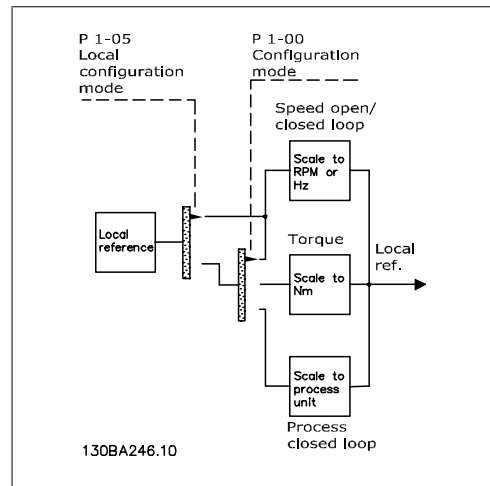 P 1-05
Local
configuration
mode
P 1-00
Configuration
mode
Speed open/
closed loop
Scale to
RPM or
Hz
Local
reference
Torque
Scale to
Nm
Local
ref.
Scale to
process
unit
Process
closed loop
130BA246.10